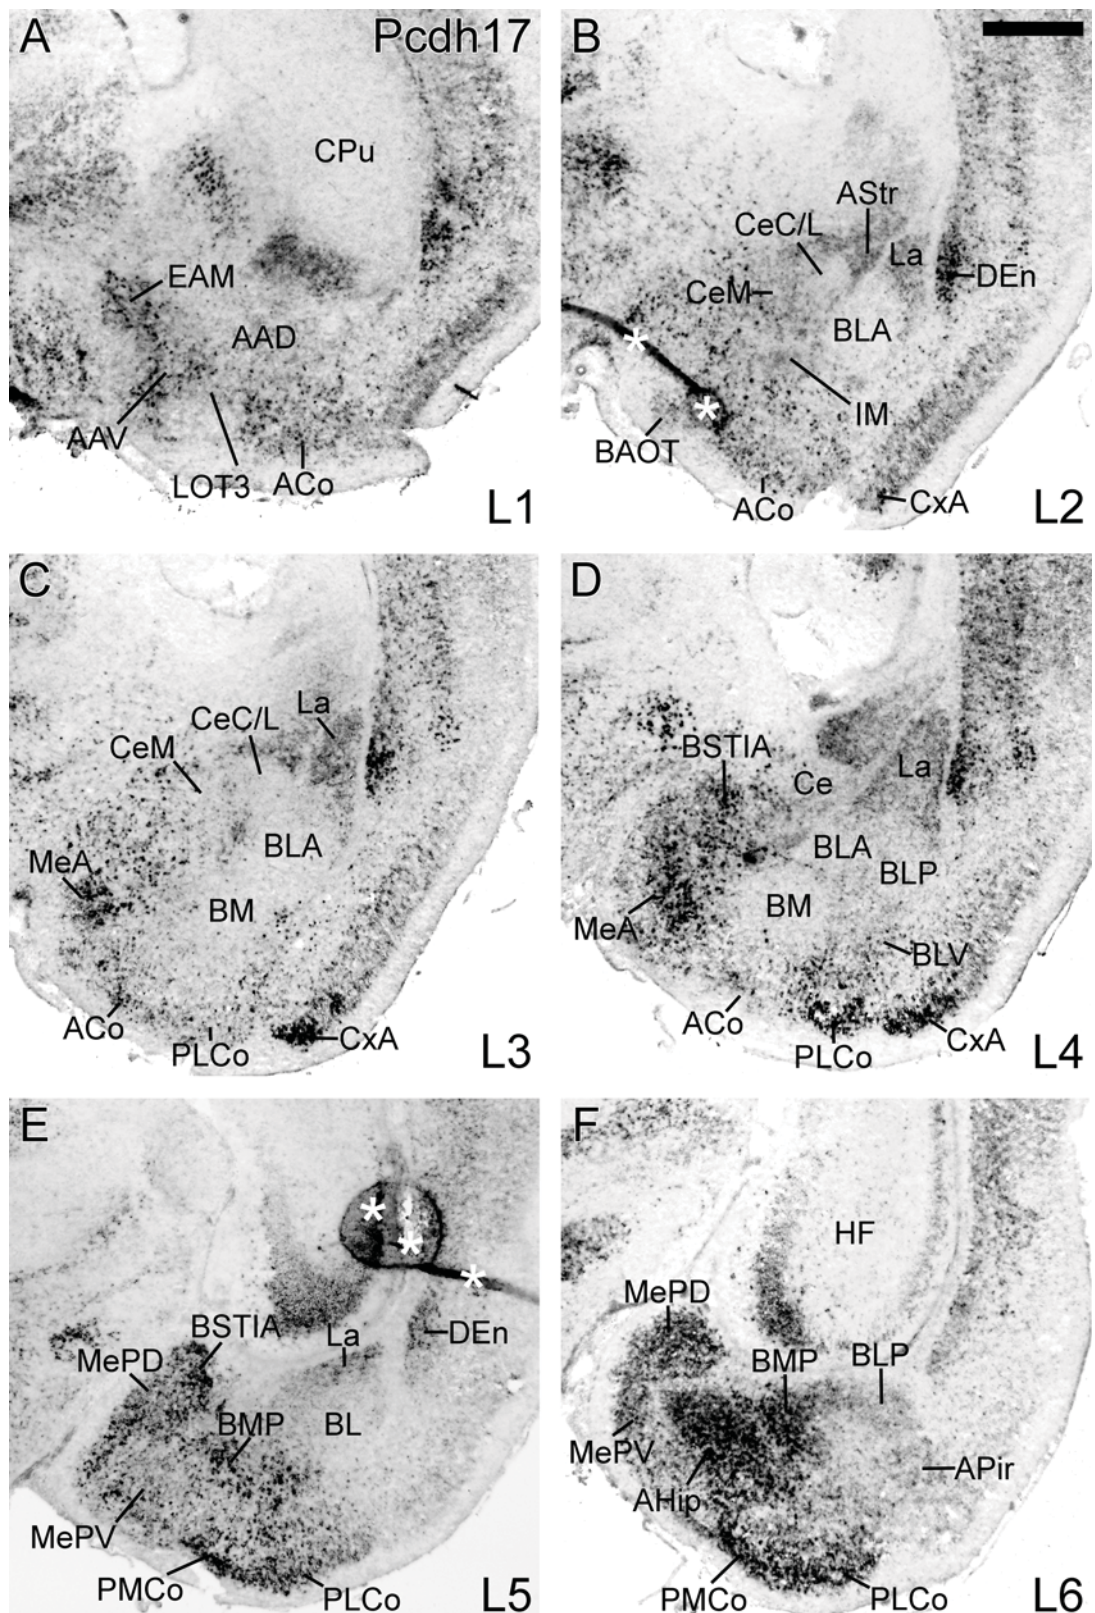 A
Pcdh17
CPu
EAM
AAD
AAV
LOT3
ACo
L1
B
AStr
CeC/L
La
CeM
DEn
BLA
IM
BAOT
ACo
CxA
L2
C
La
CeC/L
CeM
BLA
MeA
BM
ACo
PLCo
CxA
L3
D
BSTIA
Ce
La
BLA
BLP
BM
MeA
BLV
ACo
PLCo
CxA
L4
E
BSTIA
La
DEn
MePD
BMP
BL
MePV
PMCo
PLCo
L5
F
HF
MePD
BMP
BLP
MePV
AHip
APir
PMCo
PLCo
L6